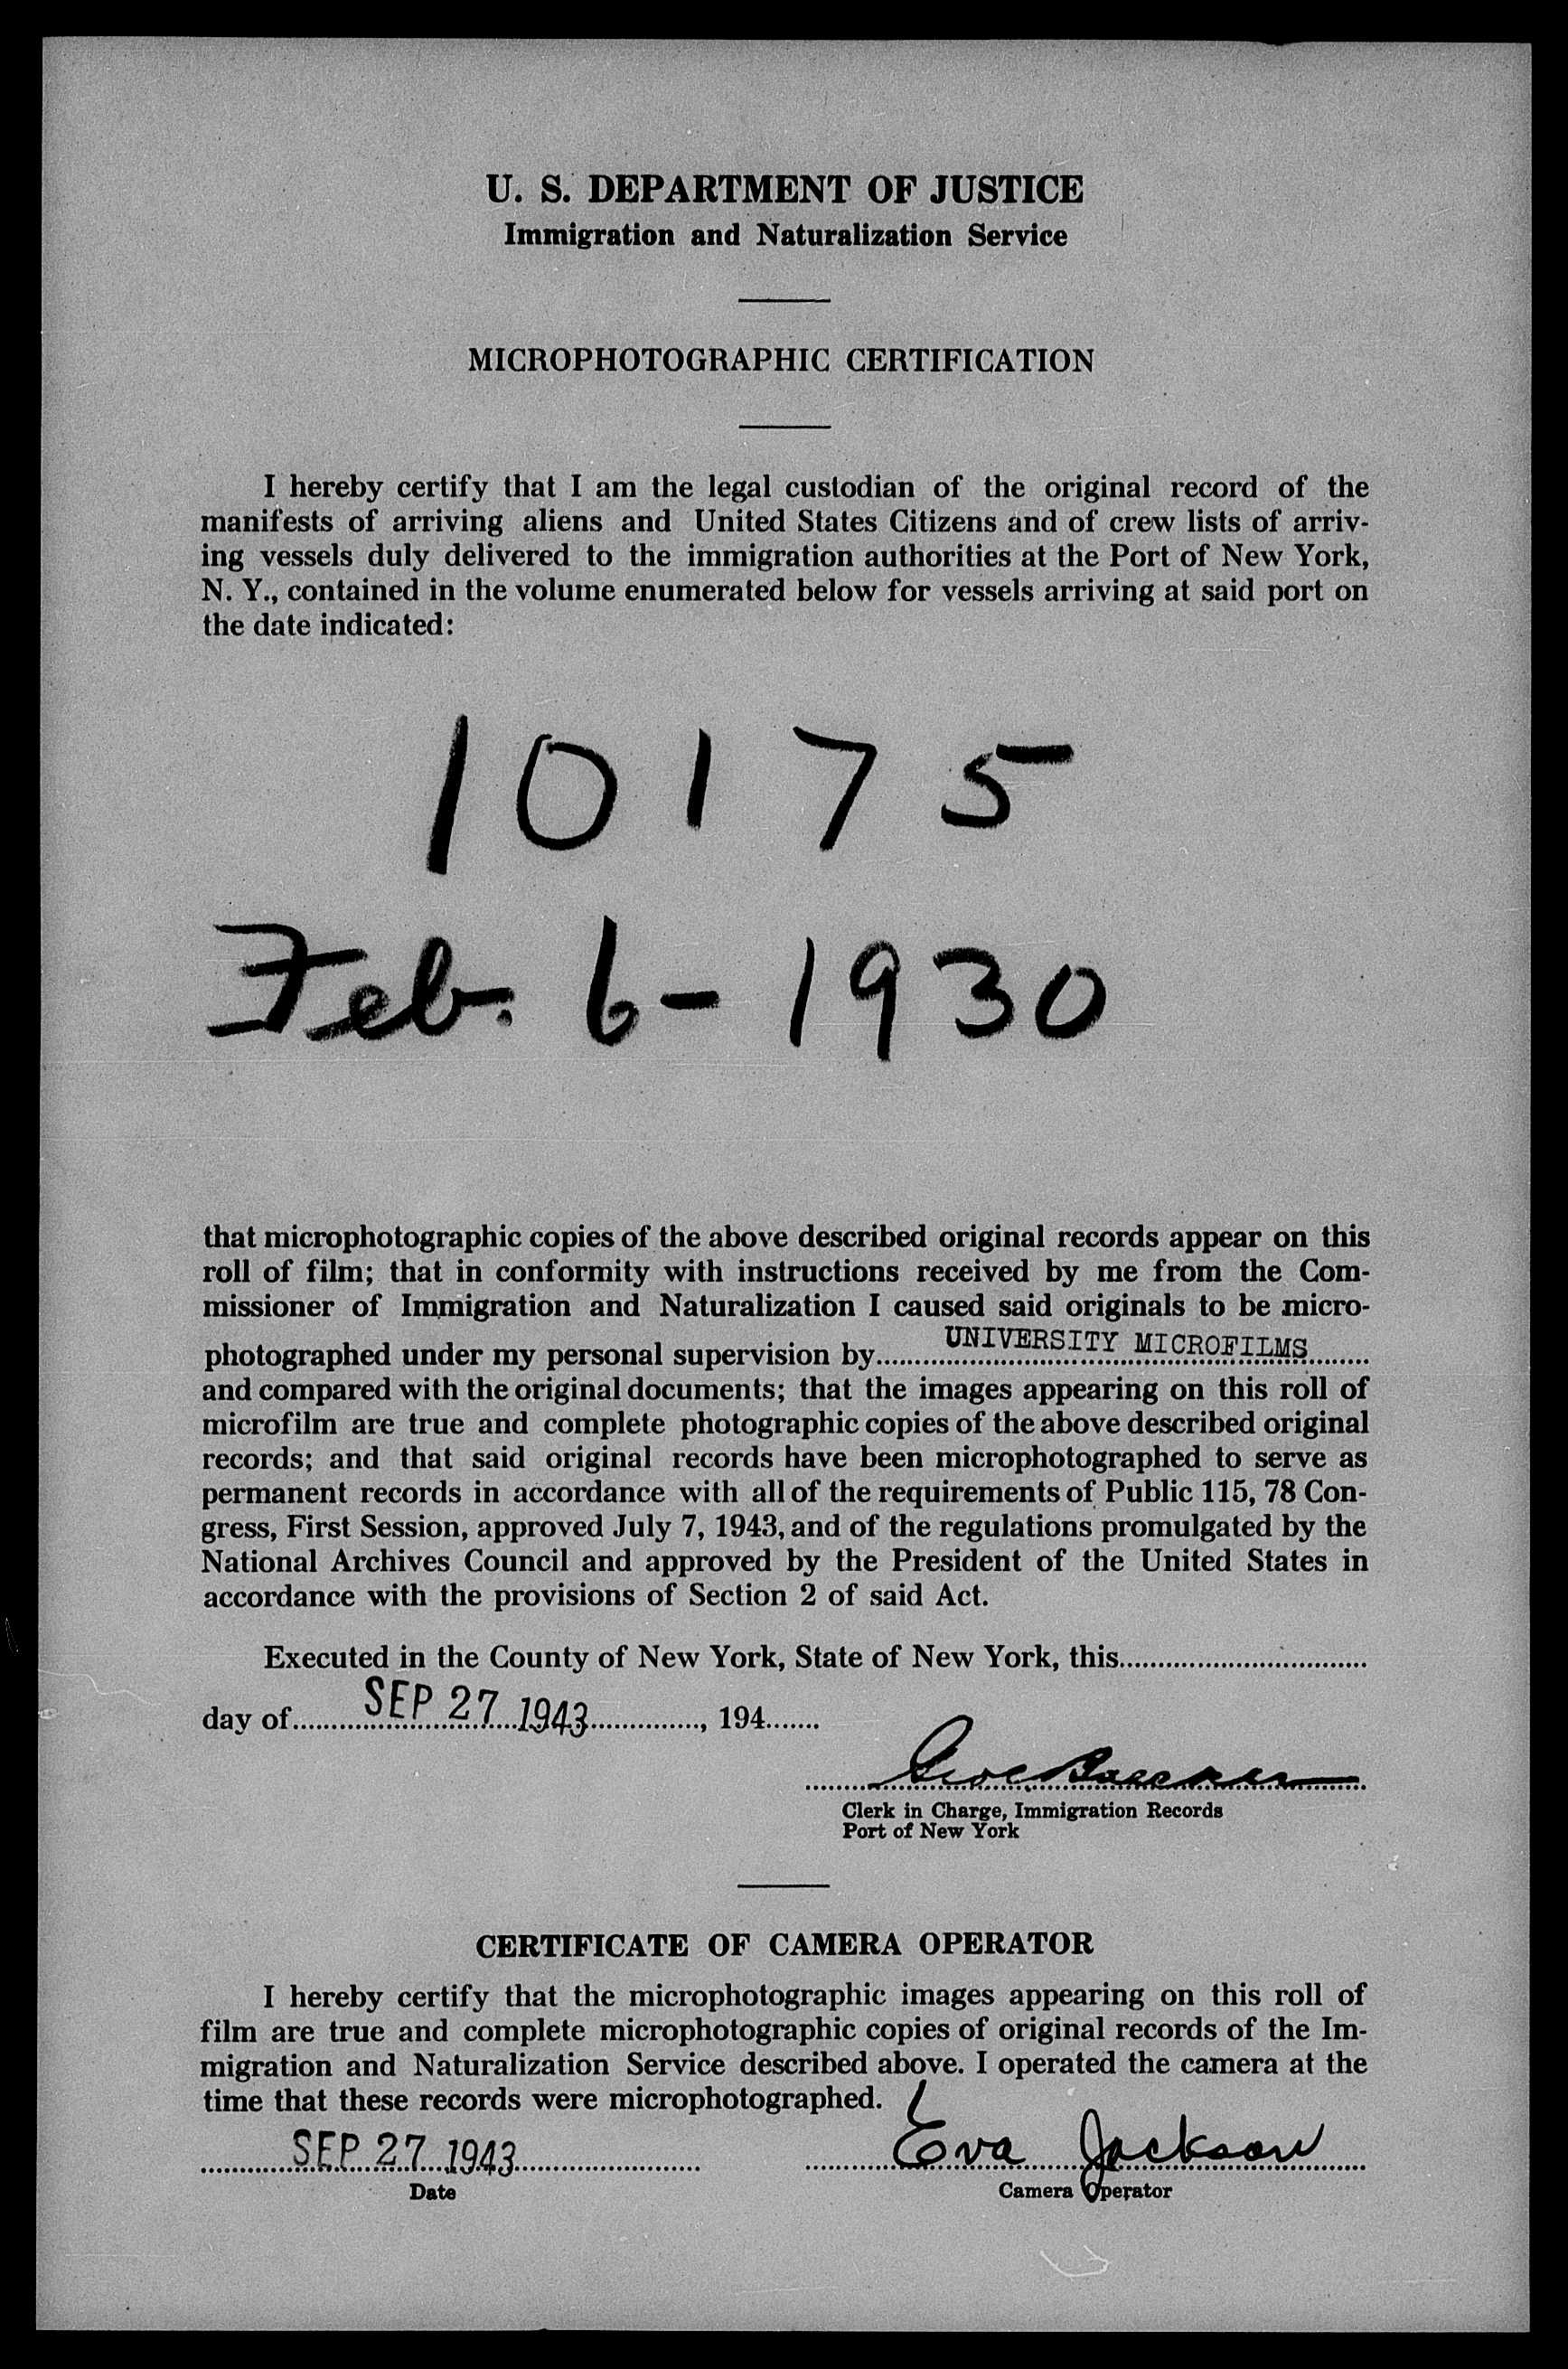 U. S. DEPARTMENT OF JUSTICE
Immigration and Naturalization Service
MICROPHOTOGRAPHIC CERTIFICATION
I hereby certify that I am the legal custodian of the original record of the
manifests of arriving aliens and United States Citizens and of crew lists of arriv-
ing vessels duly delivered to the immigration authorities at the Port of New York,
N. Y., contained in the volume enumerated below for vessels arriving at said port on
the date indicated:
10175
Feb. 6-1930
that microphotographic copies of the above described original records appear on this
roll of film; that in conformity with instructions received by me from the Com-
missioner of Immigration and Naturalization I caused said originals to be micro-
photographed under my personal supervision by UNIVERSITY MICROFILMS
and compared with the original documents; that the images appearing on this roll of
microfilm are true and complete photographic copies of the above described original
records; and that said original records have been microphotographed to serve as
permanent records in accordance with all of the requirements of Public 115, 78 Con-
gress, First Session, approved July 7, 1943, and of the regulations promulgated by the
National Archives Council and approved by the President of the United States in
accordance with the provisions of Section 2 of said Act.
Executed in the County of New York, State of New York, this
day of SEP 27 1943, 194
Clerk in Charge, Immigration Records
Port of New York
CERTIFICATE OF CAMERA OPERATOR
I hereby certify that the microphotographic images appearing on this roll of
film are true and complete microphotographic copies of original records of the Im-
migration and Naturalization Service described above. I operated the camera at the
time that these records were microphotographed.
SEP 27 1943 Eva Jackson
Date Camera Operator